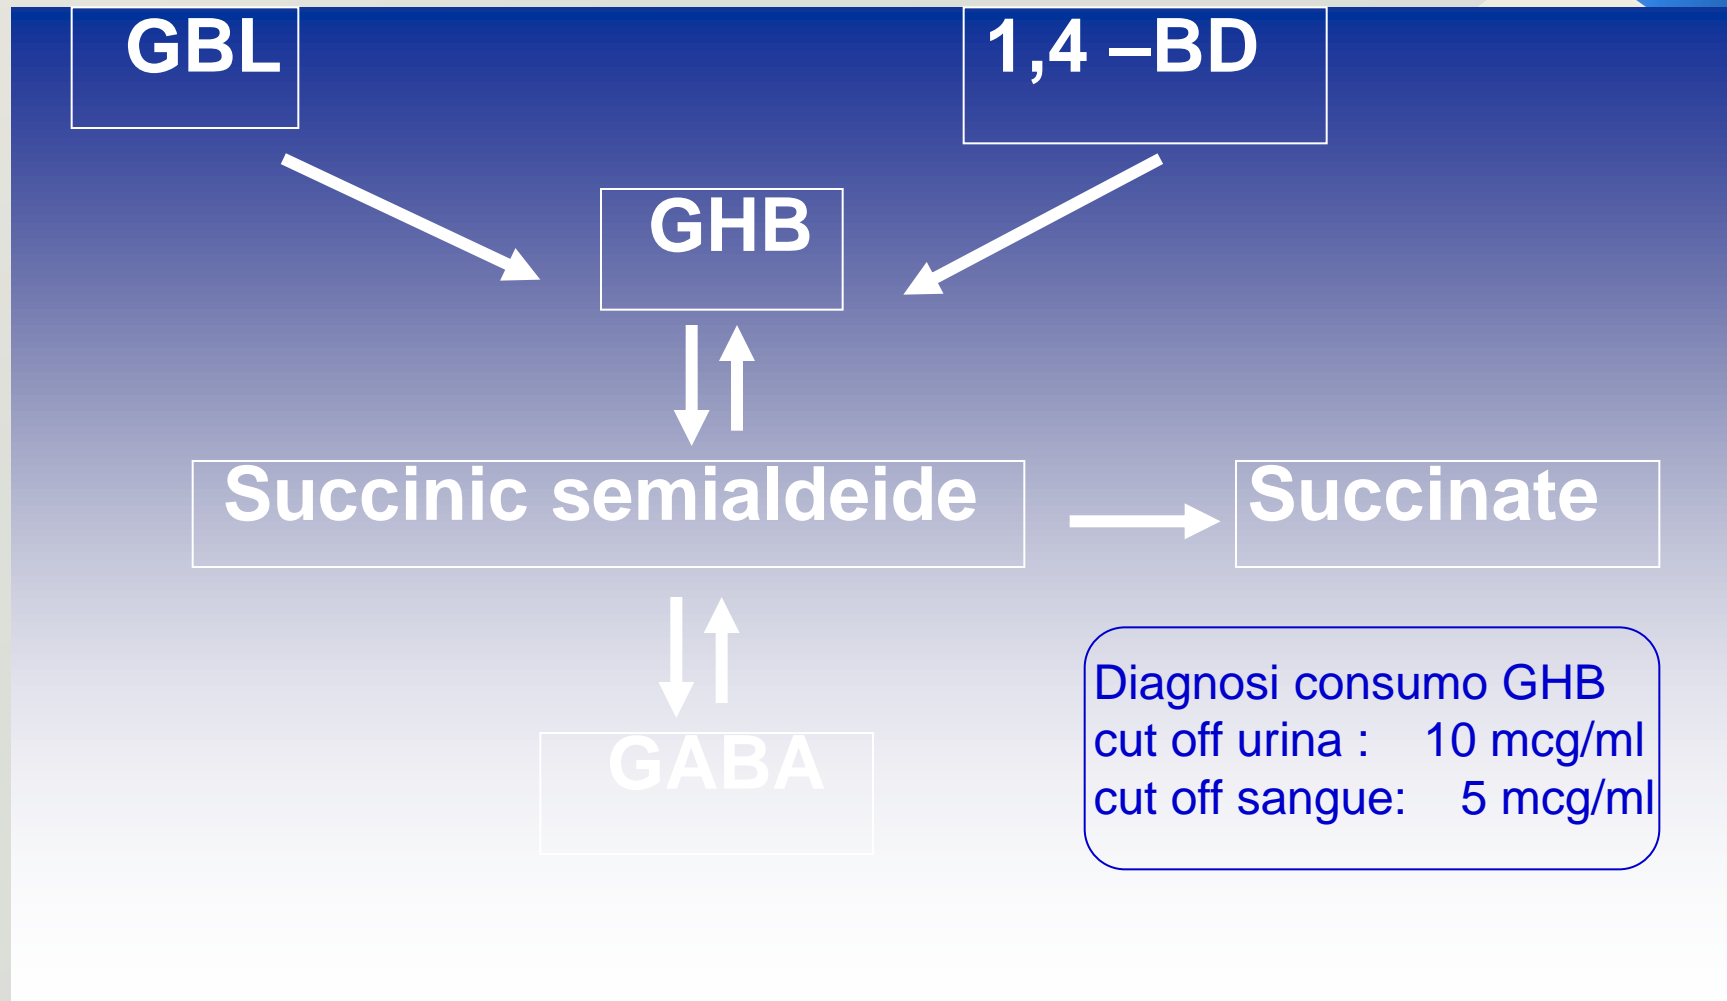 GBL
1,4 –BD
GHB
Succinic semialdeide
Succinate
GABA
Diagnosi consumo GHB
cut off urina : 10 mcg/ml
cut off sangue: 5 mcg/ml